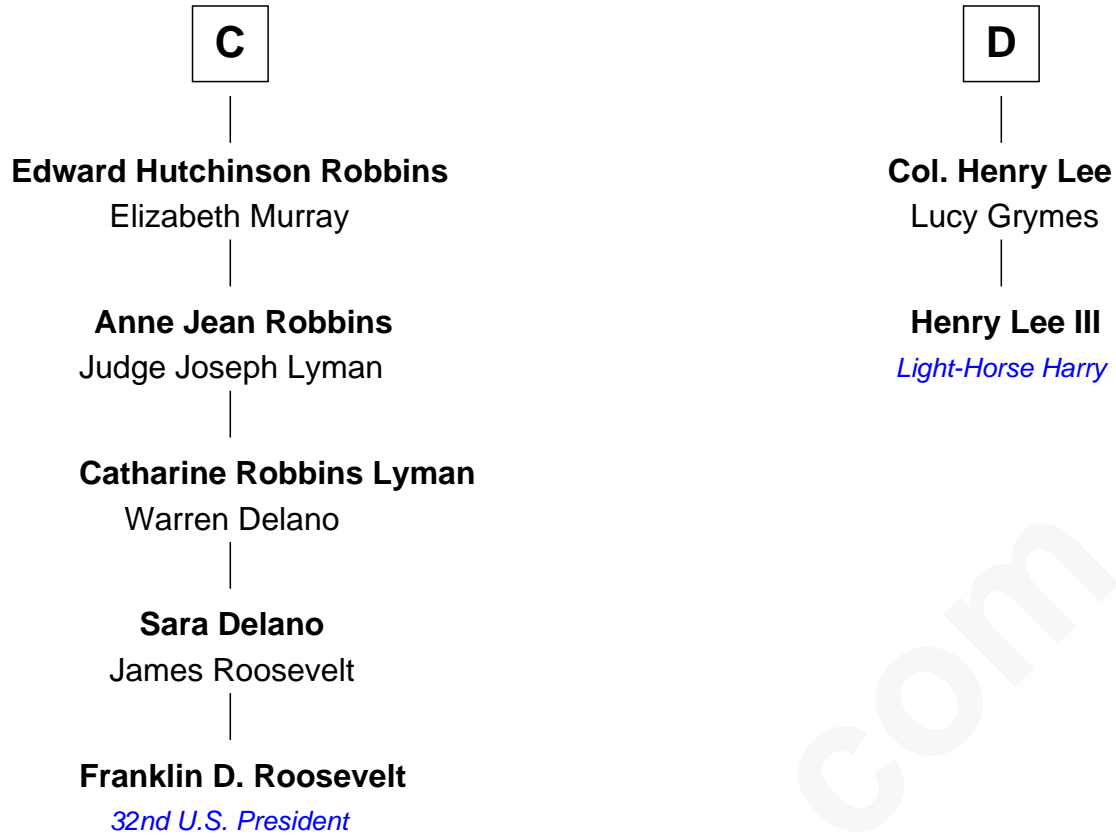 C
Edward Hutchinson Robbins
Elizabeth Murray
Anne Jean Robbins
Judge Joseph Lyman
Catharine Robbins Lyman
Warren Delano
Sara Delano
James Roosevelt
Franklin D. Roosevelt
32nd U.S. President
D
Col. Henry Lee
Lucy Grymes
Henry Lee III
Light-Horse Harry
com